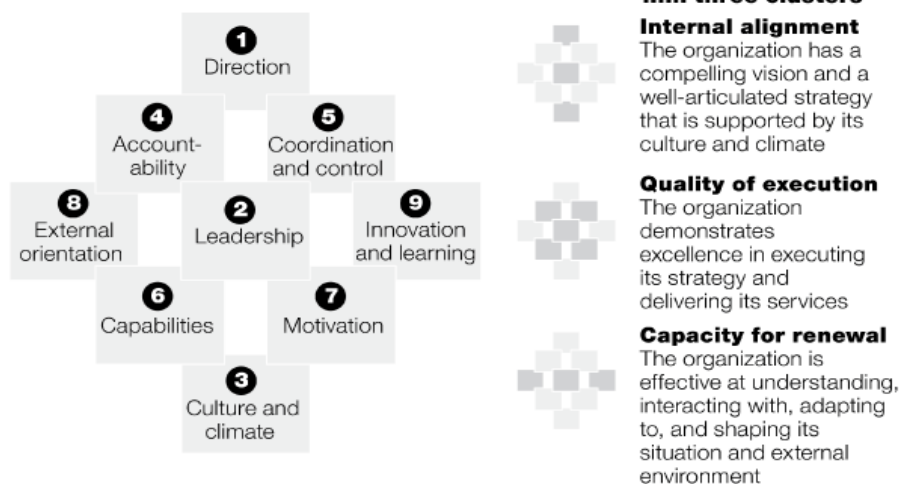 three clusters
1
Direction
4
Account-
ability
5
Coordination
and control
8
External
orientation
2
Leadership
9
Innovation
and learning
6
Capabilities
7
Motivation
3
Culture and
climate
Internal alignment
The organization has a
compelling vision and a
well-articulated strategy
that is supported by its
culture and climate
Quality of execution
The organization
demonstrates
excellence in executing
its strategy and
delivering its services
Capacity for renewal
The organization is
effective at understanding,
interacting with, adapting
to, and shaping its
situation and external
environment